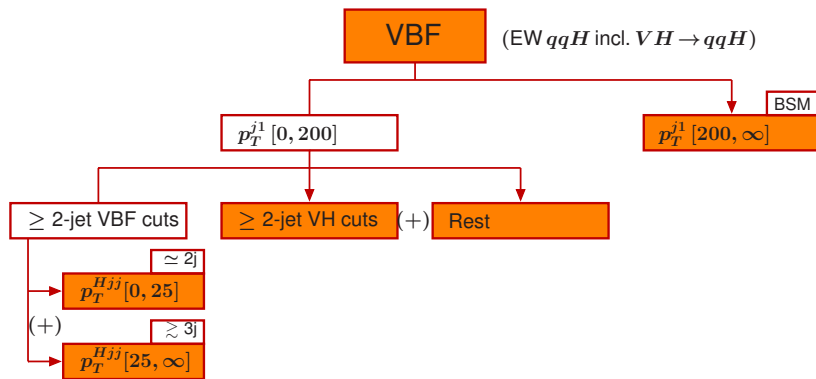 VBF (EW qqH incl. VH → qqH)
BSM
p_T^{j1} [0, 200] p_T^{j1} [200, ∞]
≥ 2-jet VBF cuts ≥ 2-jet VH cuts (+) Rest
≃ 2j
p_T^{Hjj} [0, 25]
(+)
≳ 3j
p_T^{Hjj} [25, ∞]